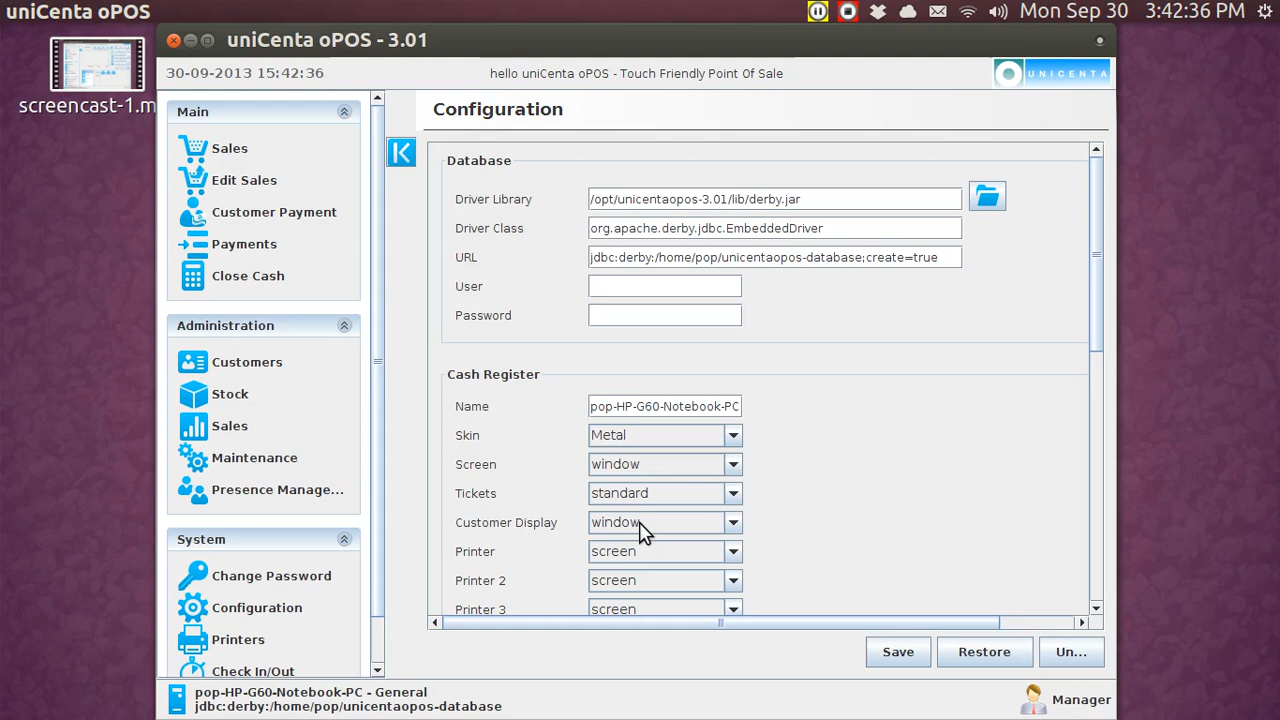 uniCenta oPOS
Mon Sep 30 3:42:36 PM
screencast-1.m
uniCenta oPOS - 3.01
30-09-2013 15:42:36
hello uniCenta oPOS - Touch Friendly Point Of Sale
UNICENTA
Main
Sales
Edit Sales
Customer Payment
Payments
Close Cash
Administration
Customers
Stock
Sales
Maintenance
Presence Manage...
System
Change Password
Configuration
Printers
Check In/Out
Configuration
Database
Driver Library /opt/unicentaopos-3.01/lib/derby.jar
Driver Class org.apache.derby.jdbc.EmbeddedDriver
URL jdbc:derby:/home/pop/unicentaopos-database;create=true
User
Password
Cash Register
Name pop-HP-G60-Notebook-PC
Skin Metal
Screen window
Tickets standard
Customer Display window
Printer screen
Printer 2 screen
Printer 3 screen
Save Restore Un...
pop-HP-G60-Notebook-PC - General
jdbc:derby:/home/pop/unicentaopos-database
Manager